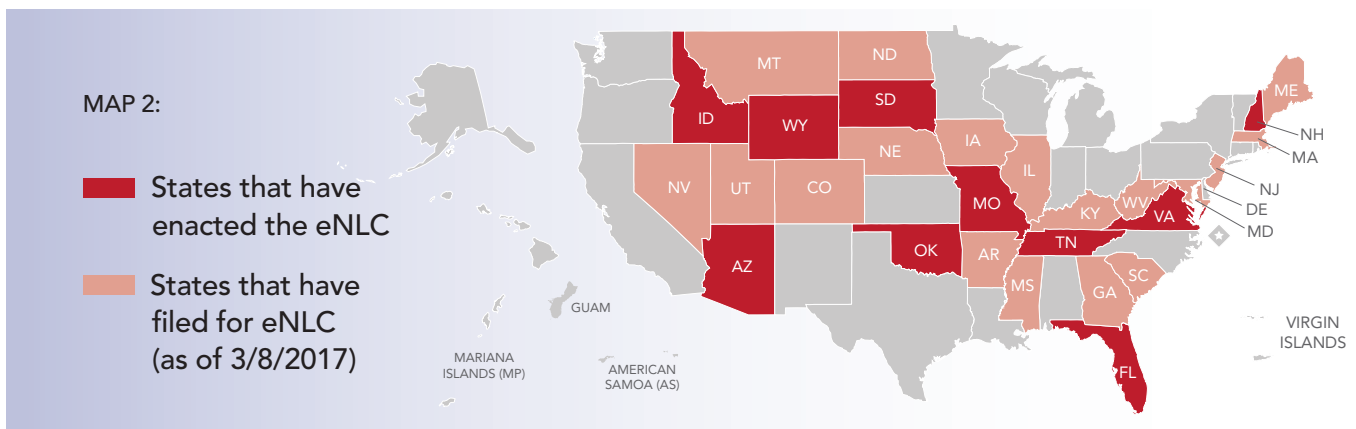 MAP 2:
States that have
enacted the eNLC
States that have
filed for eNLC
(as of 3/8/2017)
MT
ND
ID
WY
SD
NE
IA
IL
NV
UT
CO
MO
KY
WV
VA
AZ
OK
AR
TN
MS
GA
SC
FL
ME
NH
MA
NJ
DE
MD
GUAM
MARIANA
ISLANDS (MP)
AMERICAN
SAMOA (AS)
VIRGIN
ISLANDS